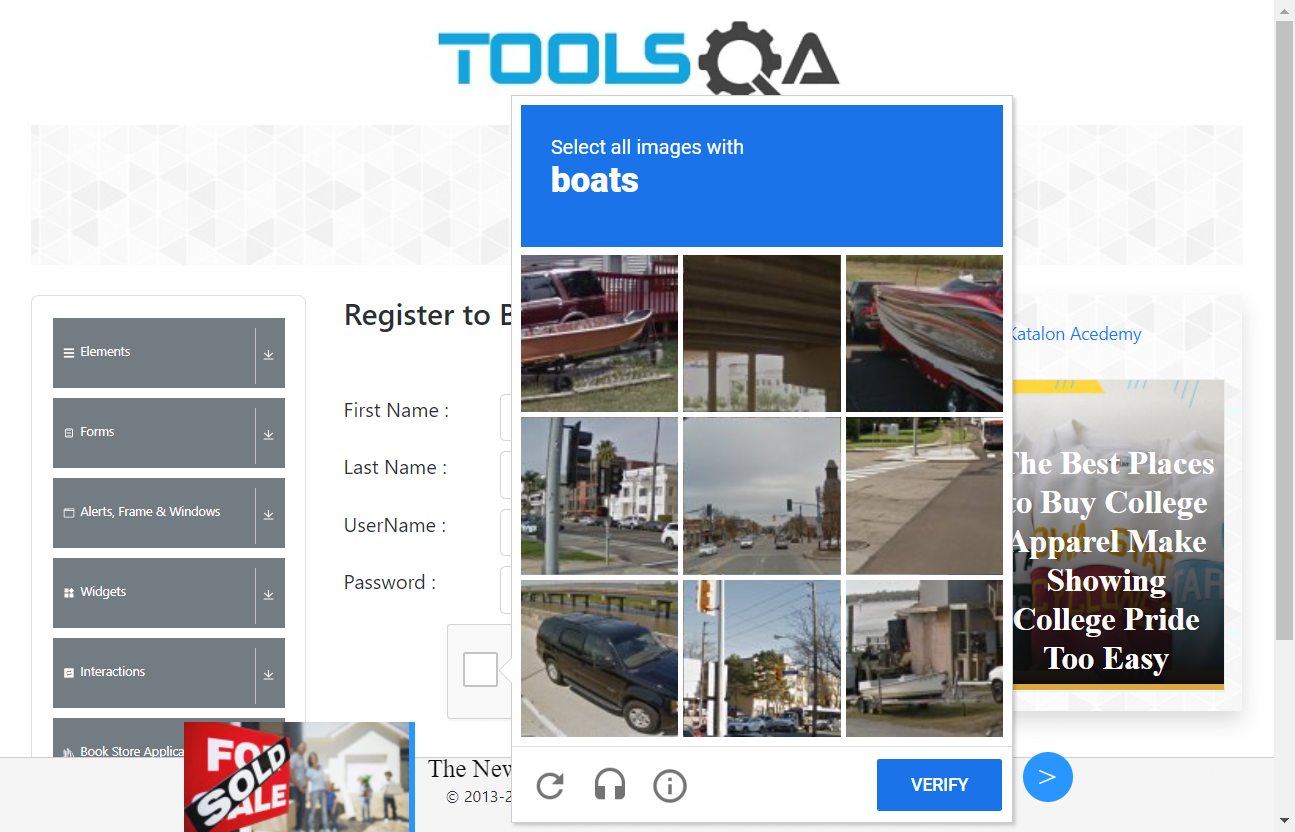 TOOLSQA
Select all images with
boats
Register to B
Katalon Acedemy
Elements
Forms
Alerts, Frame & Windows
Widgets
Interactions
Book Store Applica
First Name :
Last Name :
UserName :
Password :
The Best Places
to Buy College
Apparel Make
Showing
College Pride
Too Easy
FO
SALE
SOLD
The New
© 2013-2
VERIFY
>